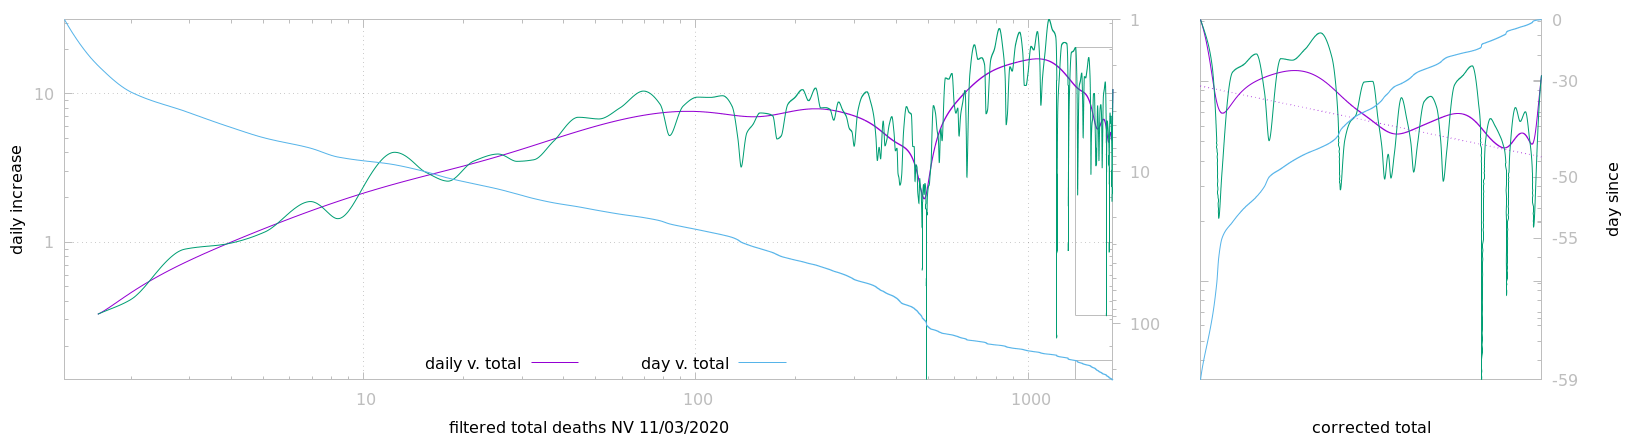 daily increase
10
1
daily v. total
day v. total
10
100
1000
filtered total deaths NV 11/03/2020
1
10
100
0
-30
-50
-55
-59
day since
corrected total